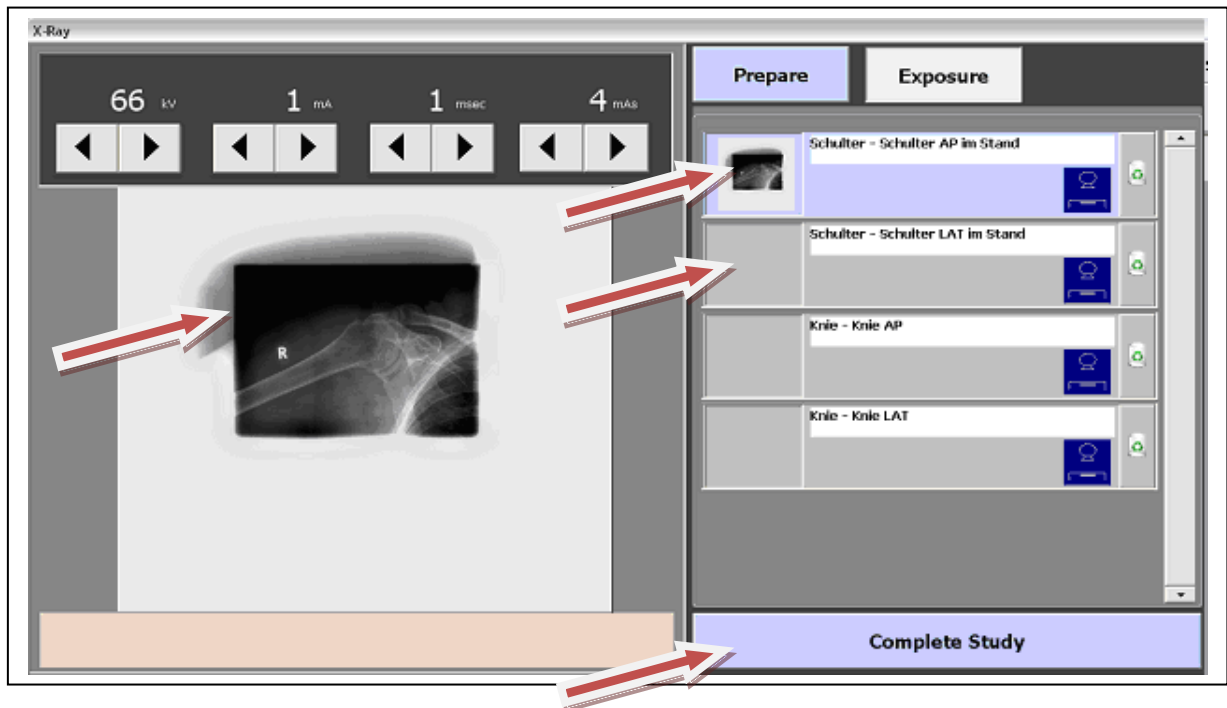 X-Ray
66 kV 1 mA 1 msec 4 mAs
Prepare Exposure
Schulter - Schulter AP im Stand
Schulter - Schulter LAT im Stand
Knie - Knie AP
Knie - Knie LAT
R
Complete Study